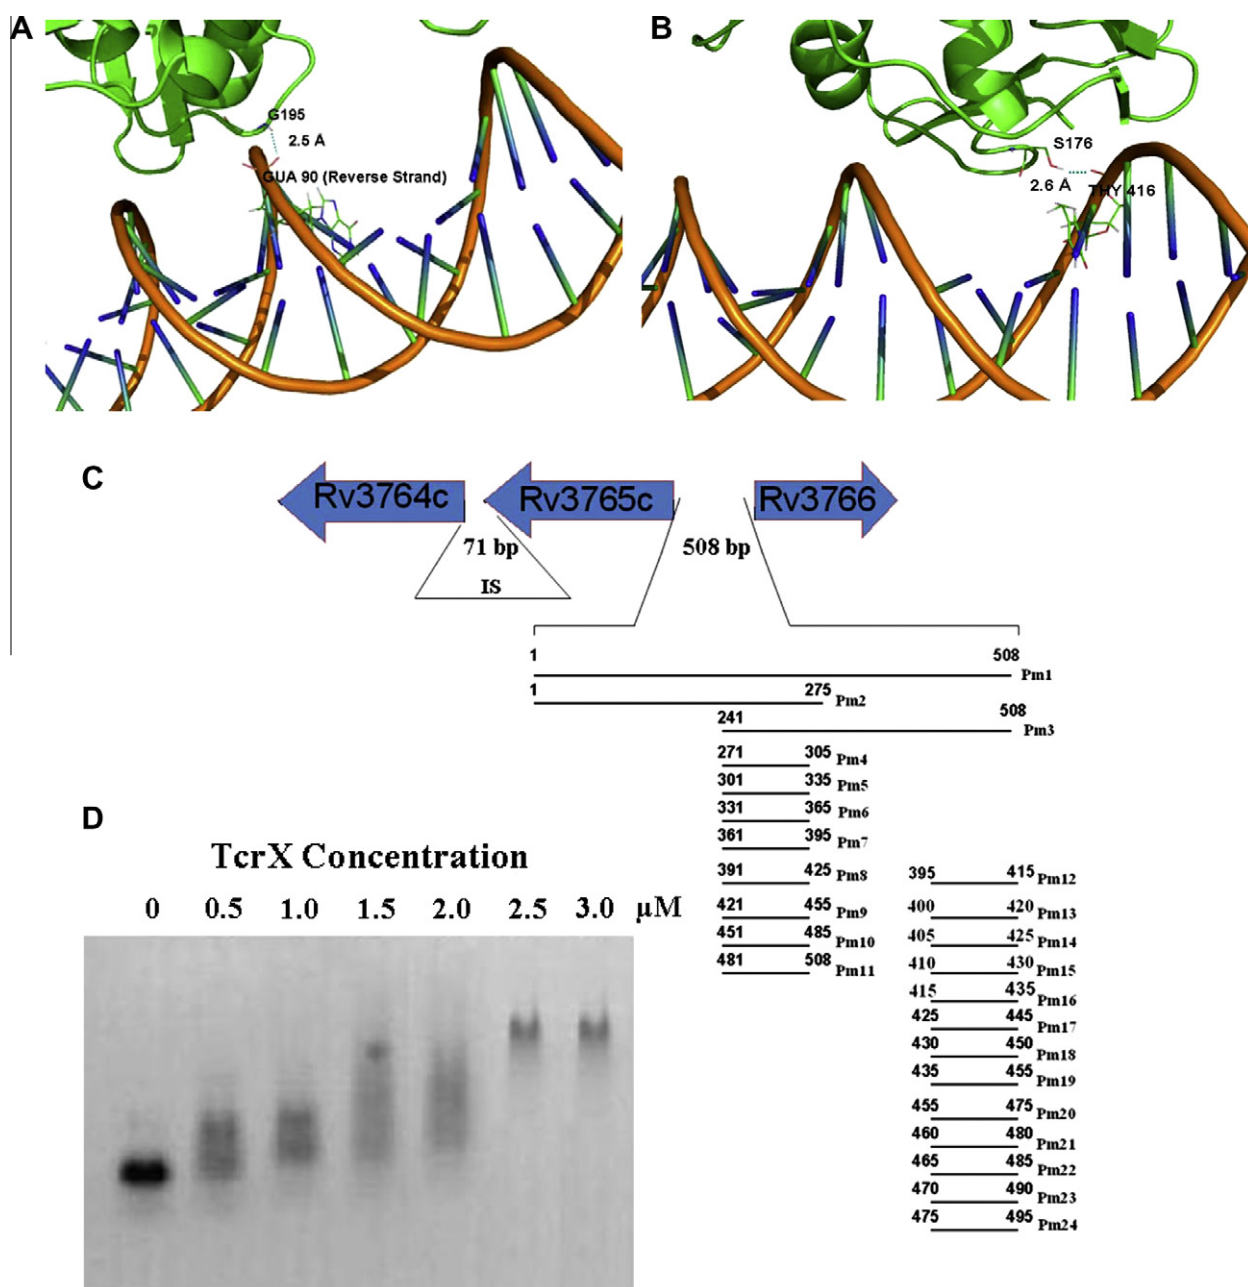 A
G195
2.5 Å
GUA 90 (Reverse Strand)
B
S176
2.6 Å
THY 416
C
Rv3764c
Rv3765c
Rv3766
71 bp
508 bp
IS
1
508
Pm1
1
275
Pm2
241
508
Pm3
271
305
Pm4
301
335
Pm5
331
365
Pm6
361
395
Pm7
391
425
Pm8
421
455
Pm9
451
485
Pm10
481
508
Pm11
395
415
Pm12
400
420
Pm13
405
425
Pm14
410
430
Pm15
415
435
Pm16
425
445
Pm17
430
450
Pm18
435
455
Pm19
455
475
Pm20
460
480
Pm21
465
485
Pm22
470
490
Pm23
475
495
Pm24
D
TcrX Concentration
0 0.5 1.0 1.5 2.0 2.5 3.0 µM